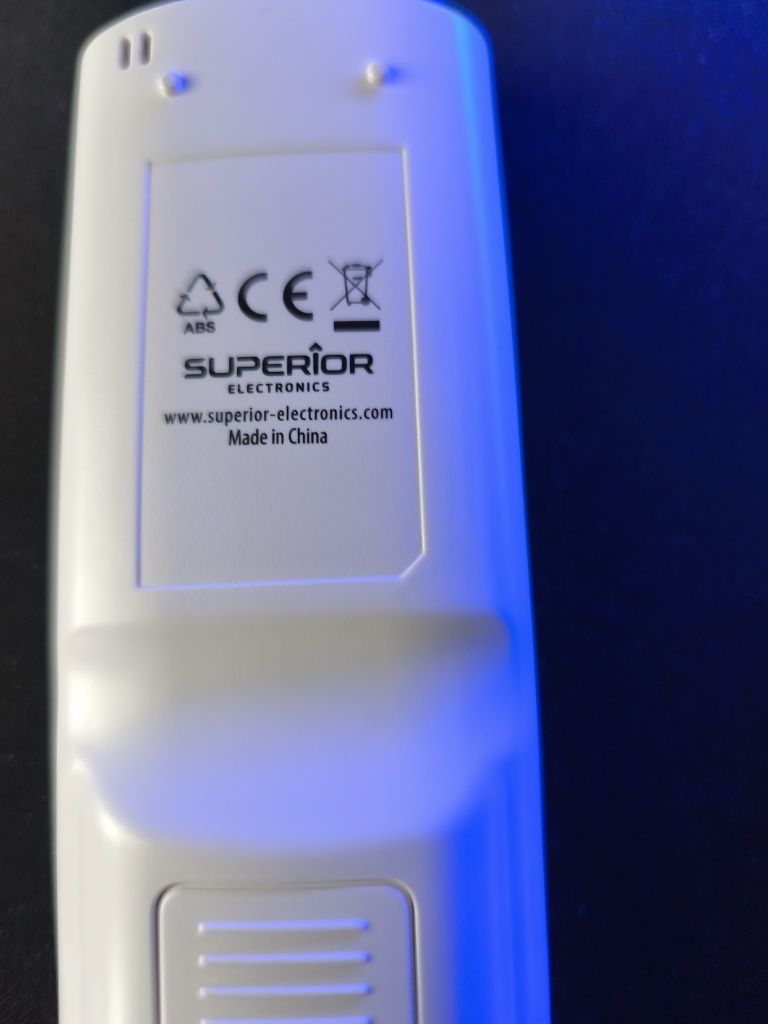 ABS CE
SUPERIOR
ELECTRONICS
www.superior-electronics.com
Made in China